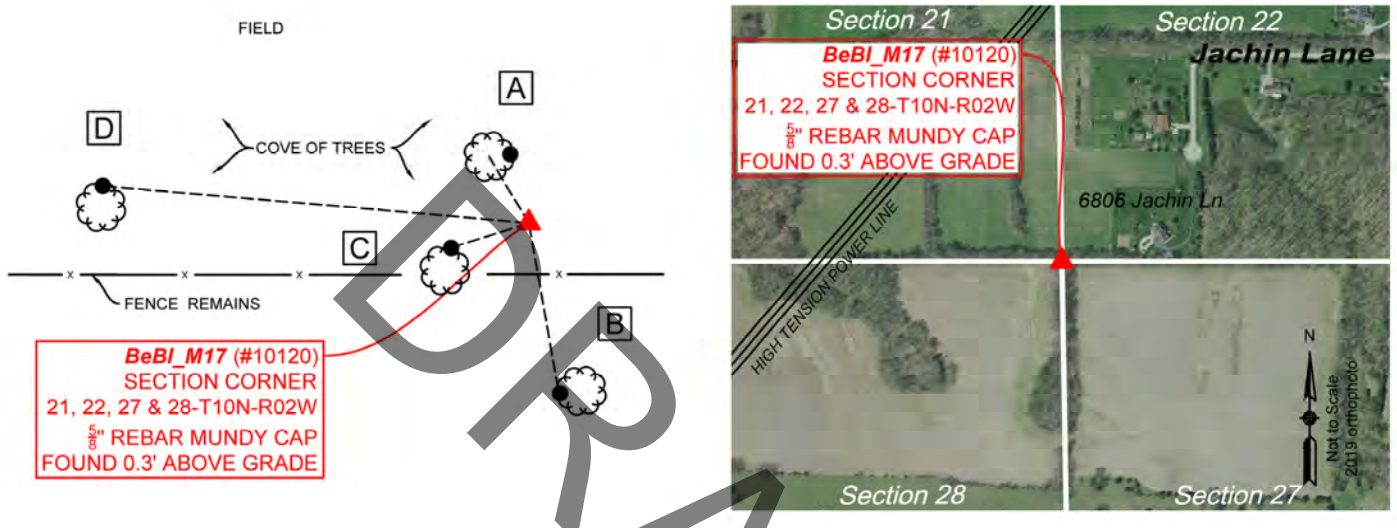 FIELD
A
D
COVE OF TREES
C
x x x x
FENCE REMAINS
B
BeBI_M17 (#10120)
SECTION CORNER
21, 22, 27 & 28-T10N-R02W
5/8" REBAR MUNDY CAP
FOUND 0.3' ABOVE GRADE
DRA
Section 21
Section 22
Jachin Lane
BeBI_M17 (#10120)
SECTION CORNER
21, 22, 27 & 28-T10N-R02W
5/8" REBAR MUNDY CAP
FOUND 0.3' ABOVE GRADE
6806 Jachin Ln
HIGH TENSION POWER LINE
N
Not to Scale
2019 orthophoto
Section 28
Section 27